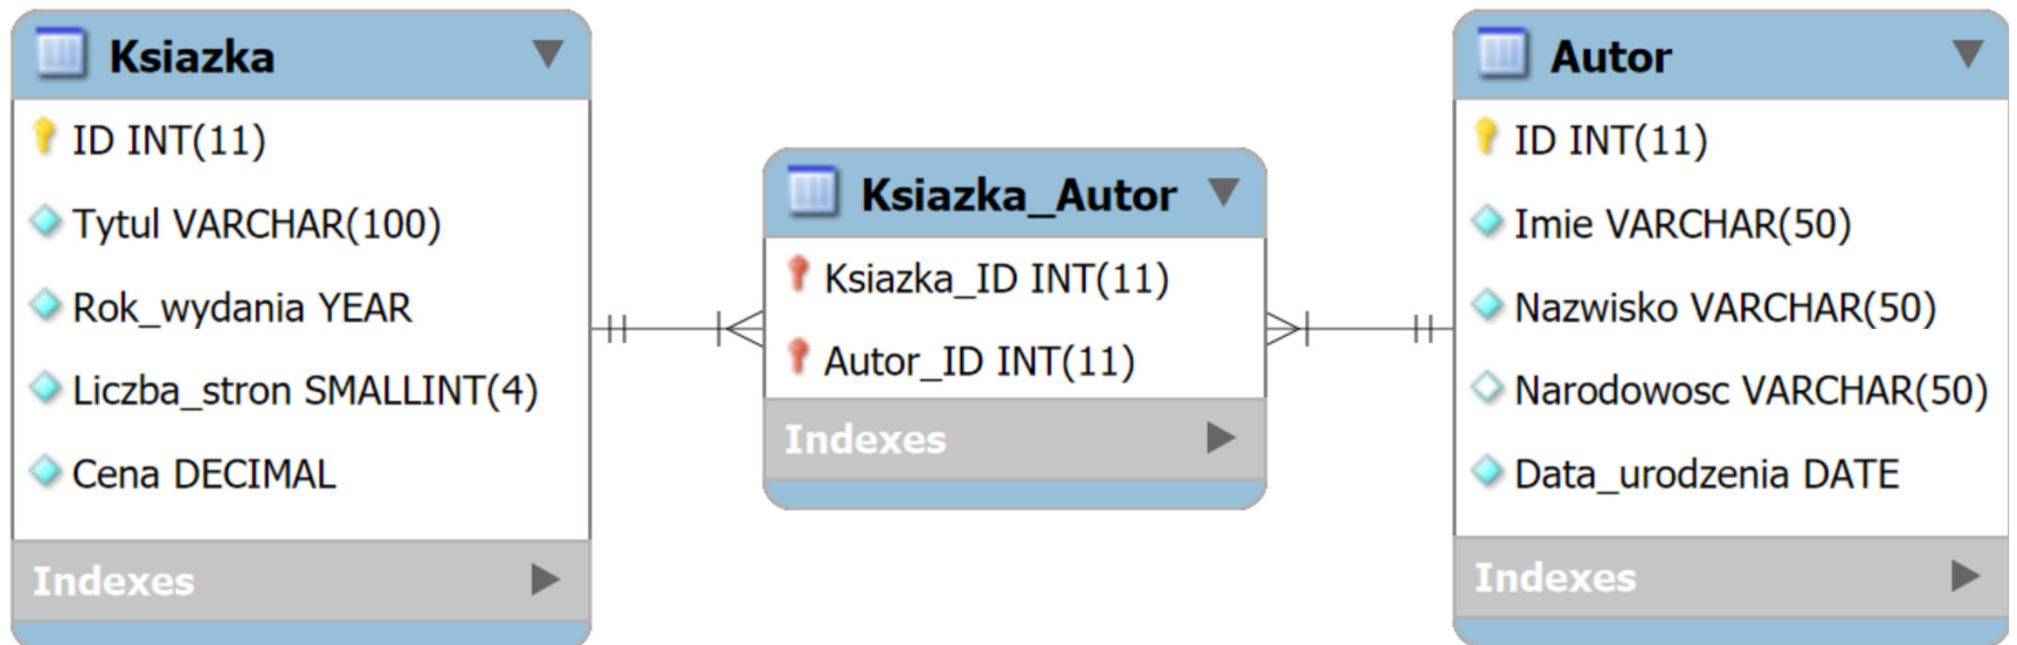 Ksiazka
ID INT(11)
Tytul VARCHAR(100)
Rok_wydania YEAR
Liczba_stron SMALLINT(4)
Cena DECIMAL
Indexes
Ksiazka_Autor
Ksiazka_ID INT(11)
Autor_ID INT(11)
Indexes
Autor
ID INT(11)
Imie VARCHAR(50)
Nazwisko VARCHAR(50)
Narodowosc VARCHAR(50)
Data_urodzenia DATE
Indexes